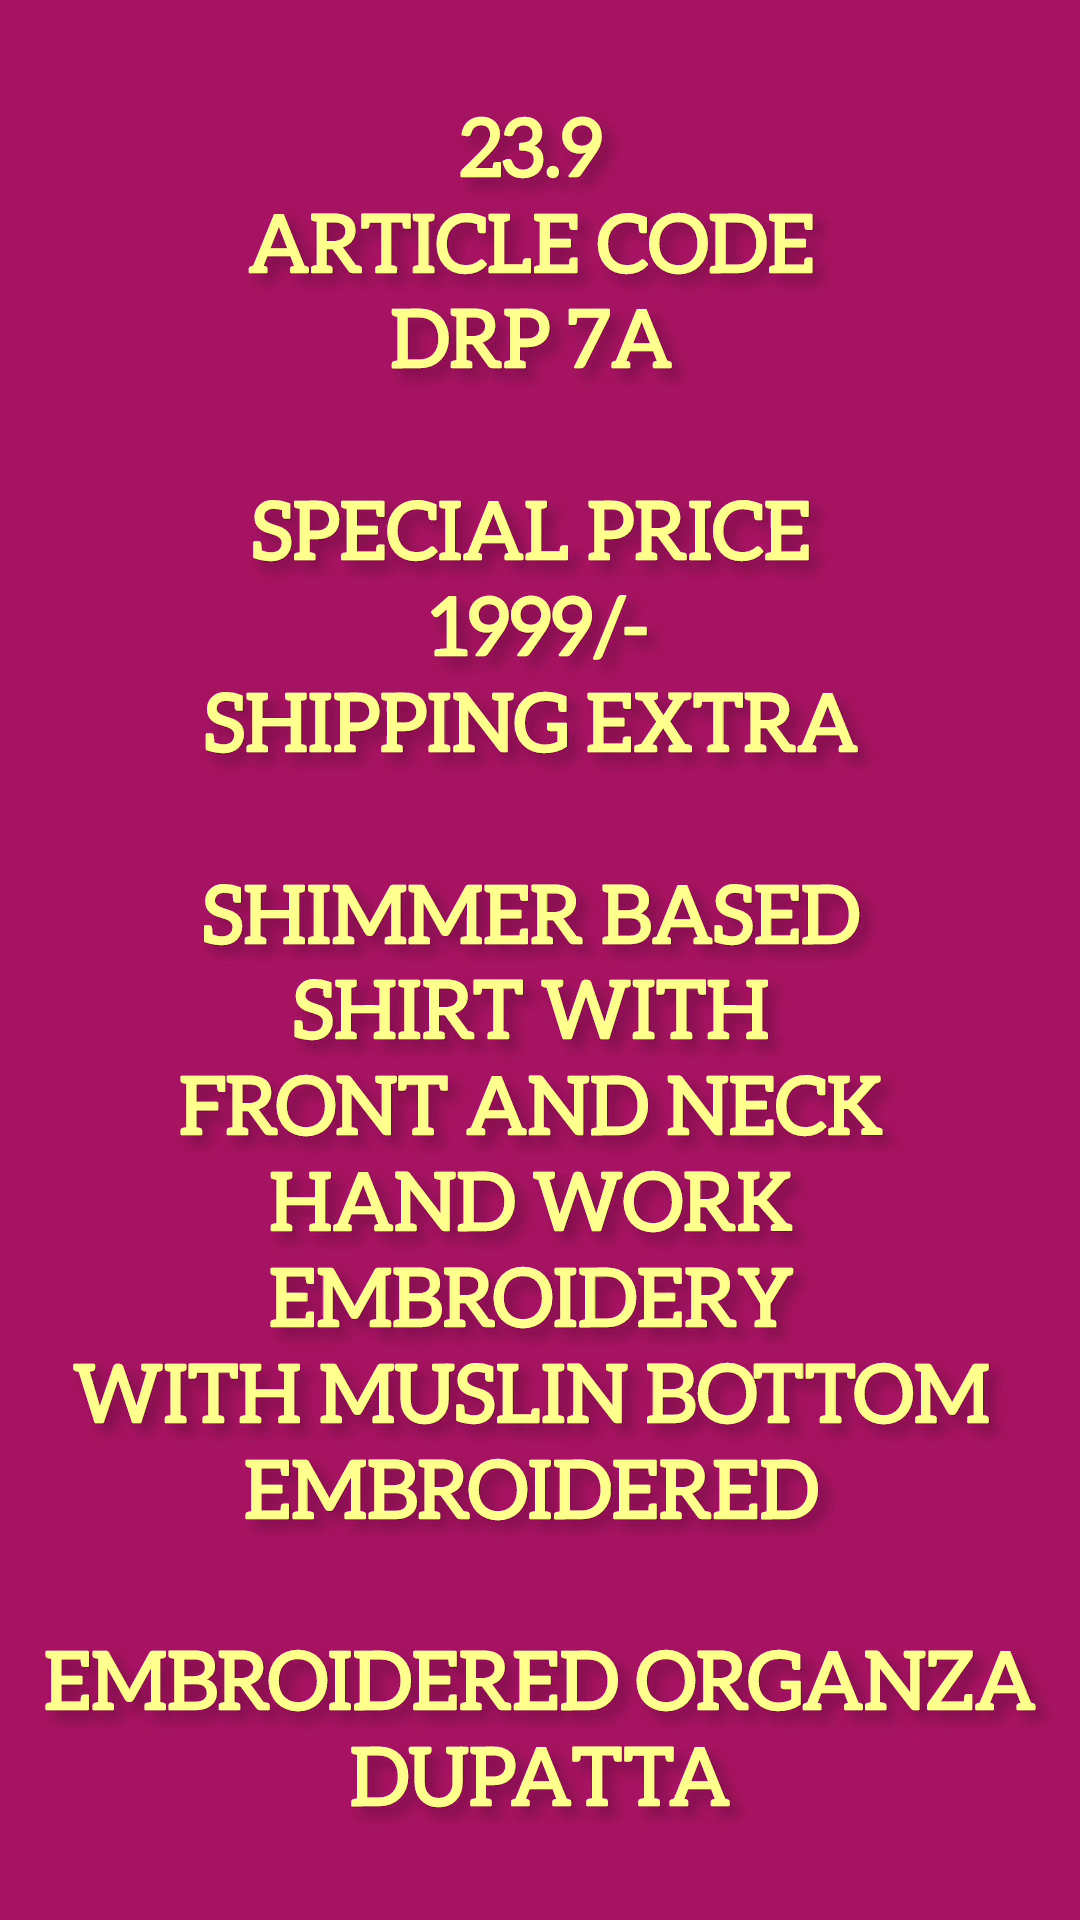 23.9
ARTICLE CODE
DRP 7A
SPECIAL PRICE
1999/-
SHIPPING EXTRA
SHIMMER BASED
SHIRT WITH
FRONT AND NECK
HAND WORK
EMBROIDERY
WITH MUSLIN BOTTOM
EMBROIDERED
EMBROIDERED ORGANZA
DUPATTA